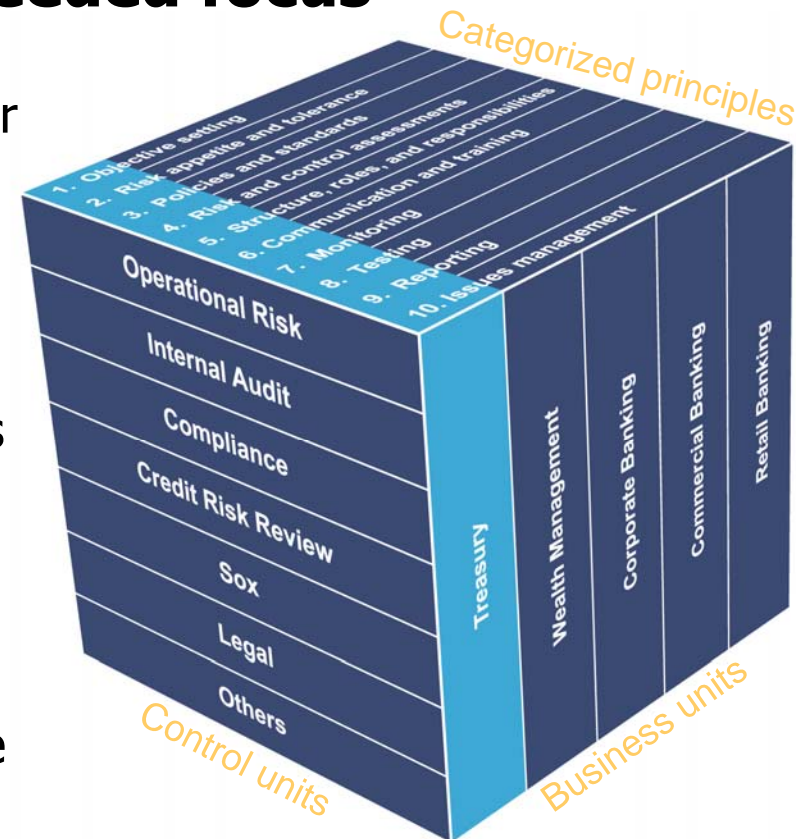 needed focus
r
s
e
Categorized principles
1. Objective setting
2. Risk appetite and tolerance
3. Policies and standards
4. Risk and control assessments
5. Structure, roles, and responsibilities
6. Communication and training
7. Monitoring
8. Testing
9. Reporting
10. Issues management
Operational Risk
Internal Audit
Compliance
Credit Risk Review
Sox
Legal
Others
Control units
Treasury
Wealth Management
Corporate Banking
Commercial Banking
Retail Banking
Business units